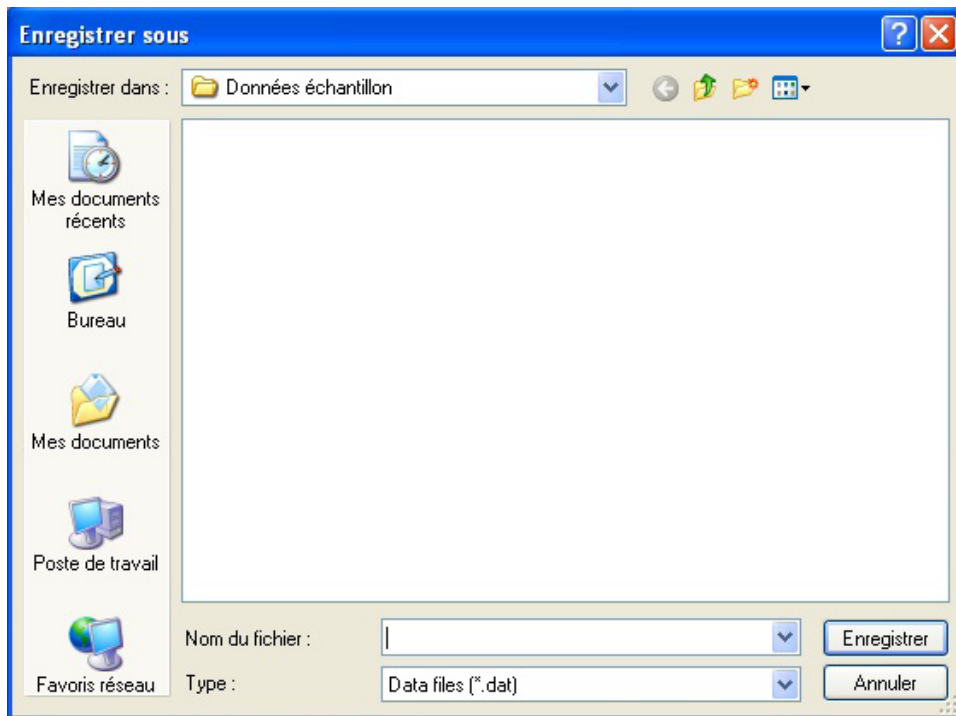 Enregistrer sous
Enregistrer dans :
Données échantillon
Mes documents
récents
Bureau
Mes documents
Poste de travail
Favoris réseau
Nom du fichier :
Enregistrer
Type :
Data files (*.dat)
Annuler